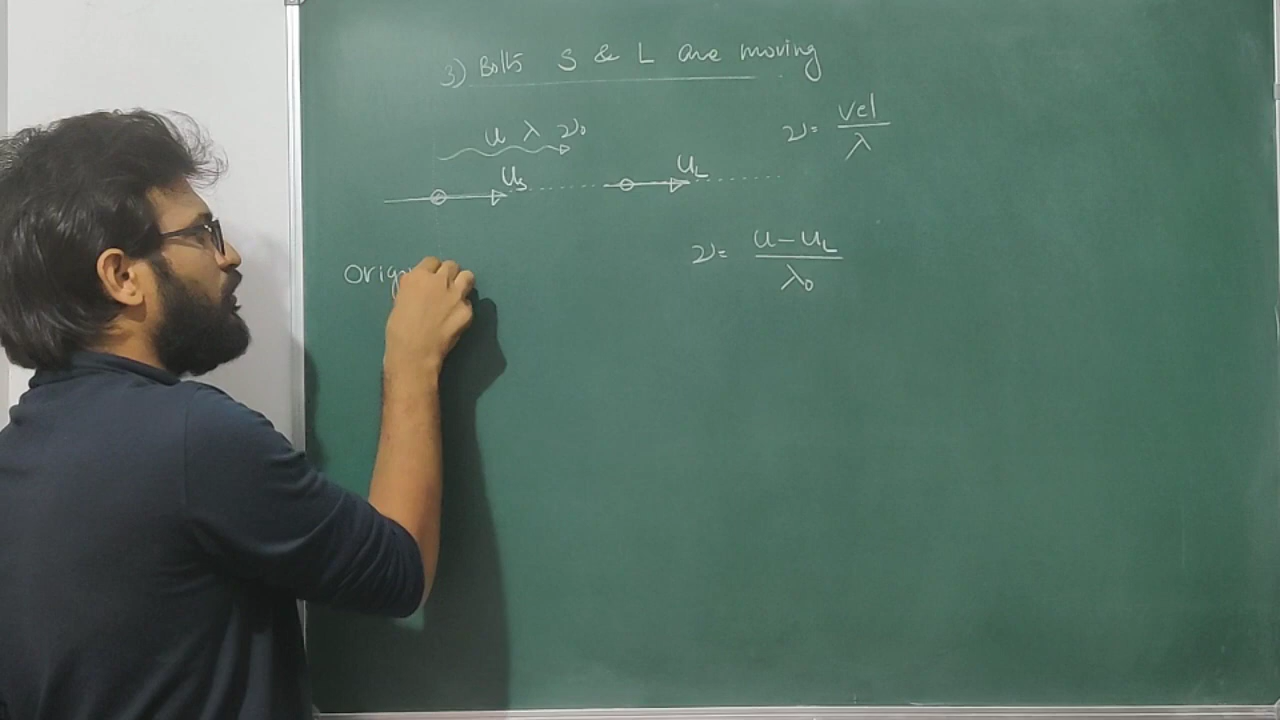 3) Both S & L are moving
u λ ν₀
ν = vel/λ
u_s u_L
ν = u - u_L/λ₀
Orig